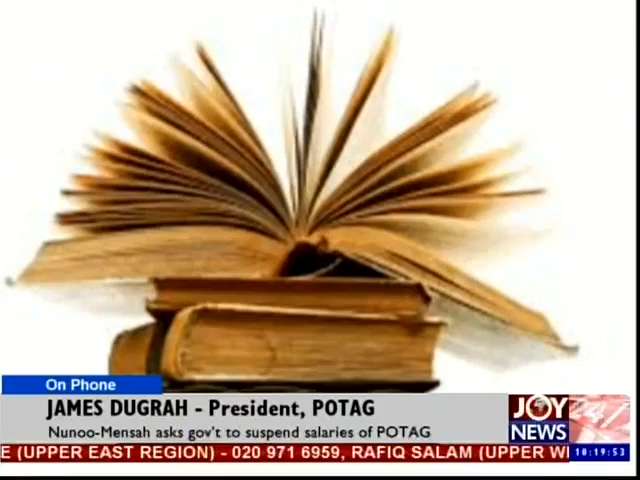 On Phone
JAMES DUGRAH - President, POTAG
Nunoo-Mensah asks gov't to suspend salaries of POTAG
JOY
NEWS
E (UPPER EAST REGION) - 020 971 6959, RAFIQ SALAM (UPPER W
10:19:53